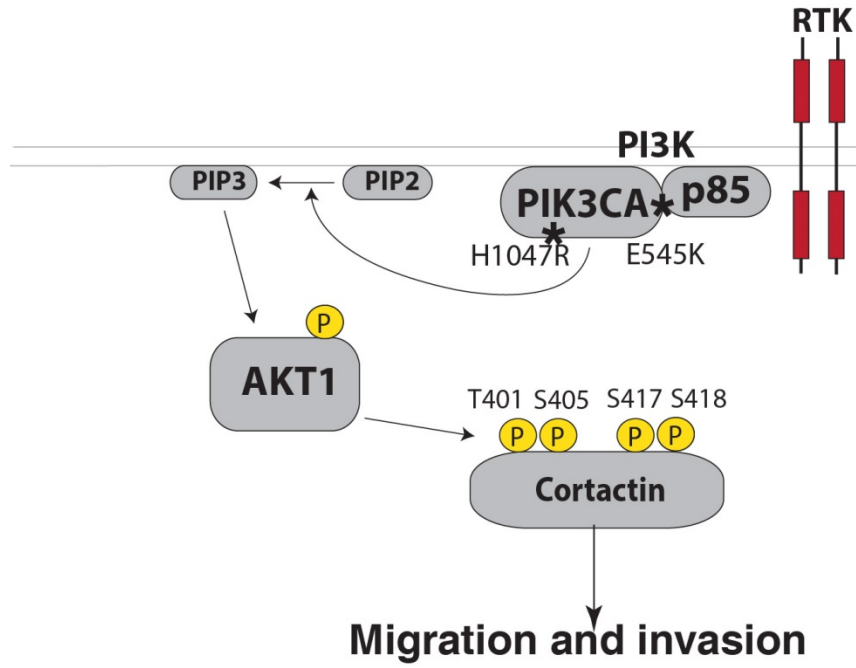 RTK
PI3K
PIP3
PIP2
PIK3CA
p85
H1047R
E545K
P
AKT1
T401 S405 S417 S418
P P P P
Cortactin
Migration and invasion